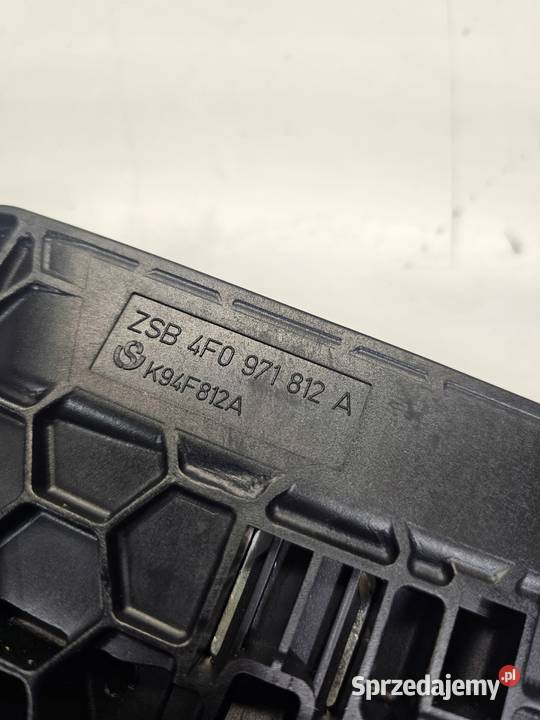 ZSB 4F0 971 812 A
K94F812A
Sprzedajemy.pl